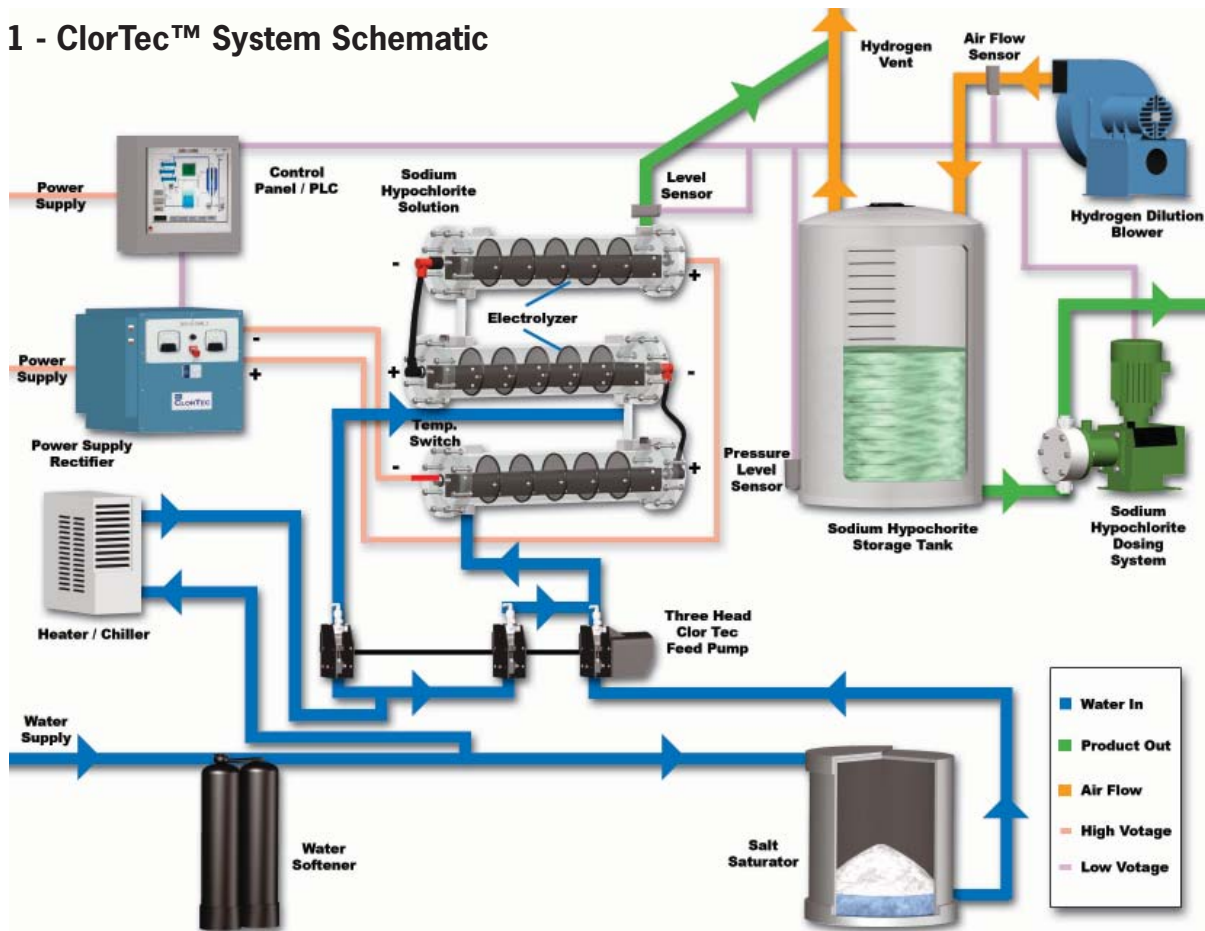 1 - ClorTec™ System Schematic
Hydrogen
Vent
Air Flow
Sensor
Power
Supply
Control
Panel / PLC
Sodium
Hypochlorite
Solution
Level
Sensor
Hydrogen Dilution
Blower
-
+
Electrolyzer
-
+
Power
Supply
+
-
CLORTEC
Power Supply
Rectifier
Temp.
Switch
-
+
Pressure
Level
Sensor
Sodium Hypochorite
Storage Tank
Sodium
Hypochlorite
Dosing
System
Heater / Chiller
Three Head
Clor Tec
Feed Pump
Water
Supply
Water
Softener
Salt
Saturator
Water In
Product Out
Air Flow
High Votage
Low Votage